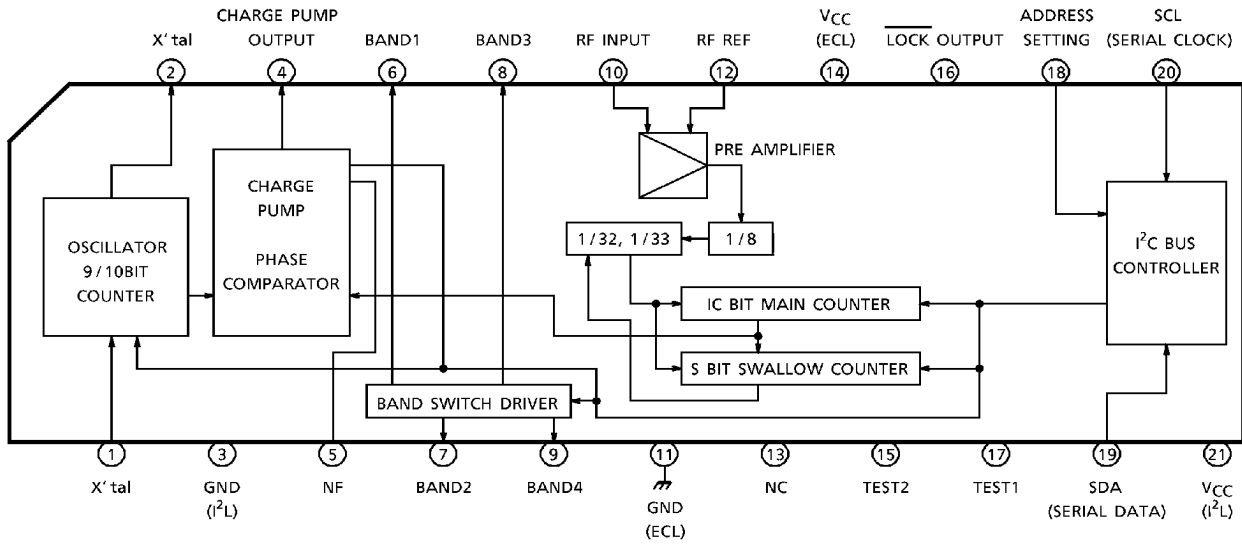 CHARGE PUMP
OUTPUT
X'tal
BAND1
BAND3
RF INPUT
RF REF
VCC
(ECL)
LOCK OUTPUT
ADDRESS
SETTING
SCL
(SERIAL CLOCK)
2
4
6
8
10
12
14
16
18
20
PRE AMPLIFIER
CHARGE
PUMP
PHASE
COMPARATOR
OSCILLATOR
9/10BIT
COUNTER
1/32, 1/33
1/8
I²C BUS
CONTROLLER
IC BIT MAIN COUNTER
S BIT SWALLOW COUNTER
BAND SWITCH DRIVER
1
3
5
7
9
11
13
15
17
19
21
X'tal
GND
(I²L)
NF
BAND2
BAND4
GND
(ECL)
NC
TEST2
TEST1
SDA
(SERIAL DATA)
VCC
(I²L)